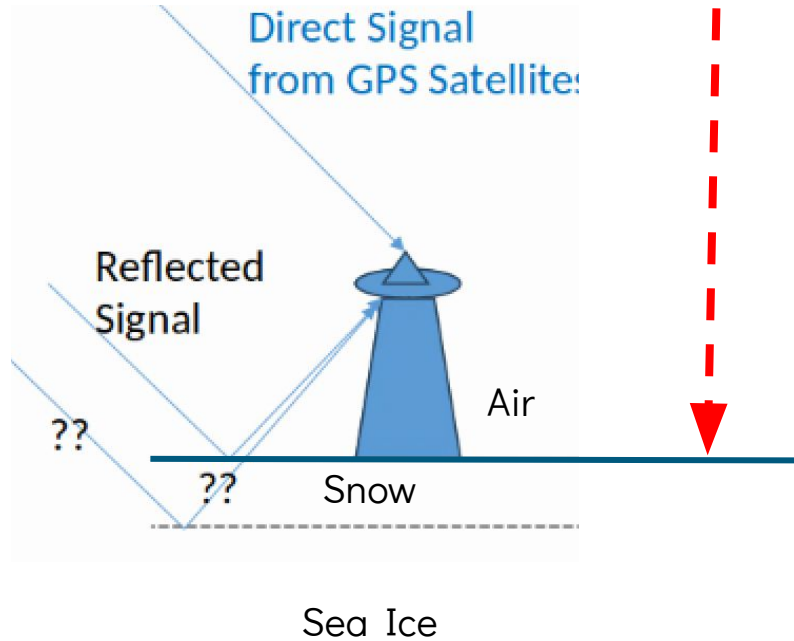 Direct Signal
from GPS Satellites
Reflected
Signal
Air
??
??
Snow
Sea Ice